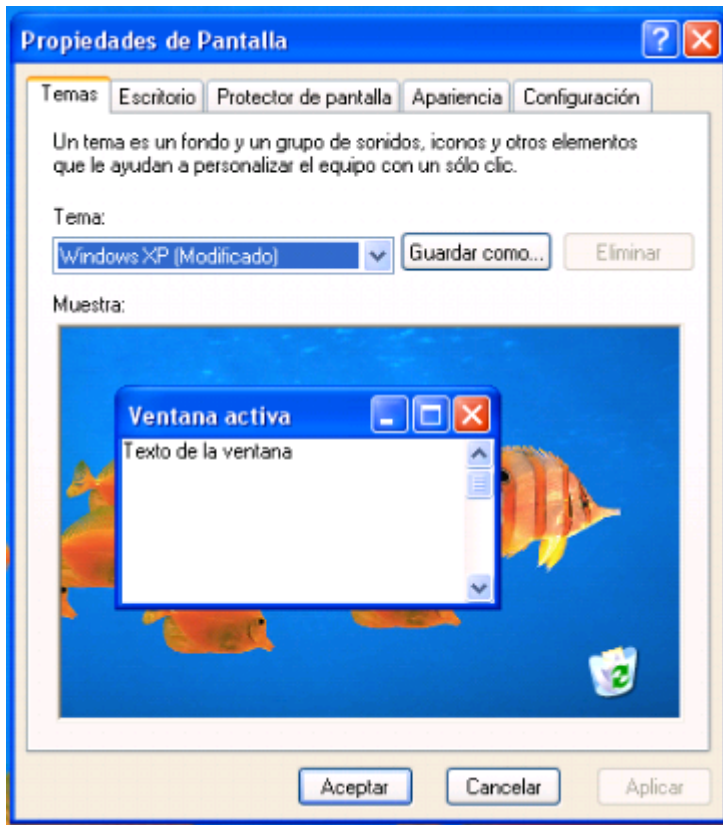 Propiedades de Pantalla
Temas Escritorio Protector de pantalla Apariencia Configuración
Un tema es un fondo y un grupo de sonidos, iconos y otros elementos
que le ayudan a personalizar el equipo con un sólo clic.
Tema:
Windows XP (Modificado) Guardar como... Eliminar
Muestra:
Ventana activa
Texto de la ventana
Aceptar Cancelar Aplicar